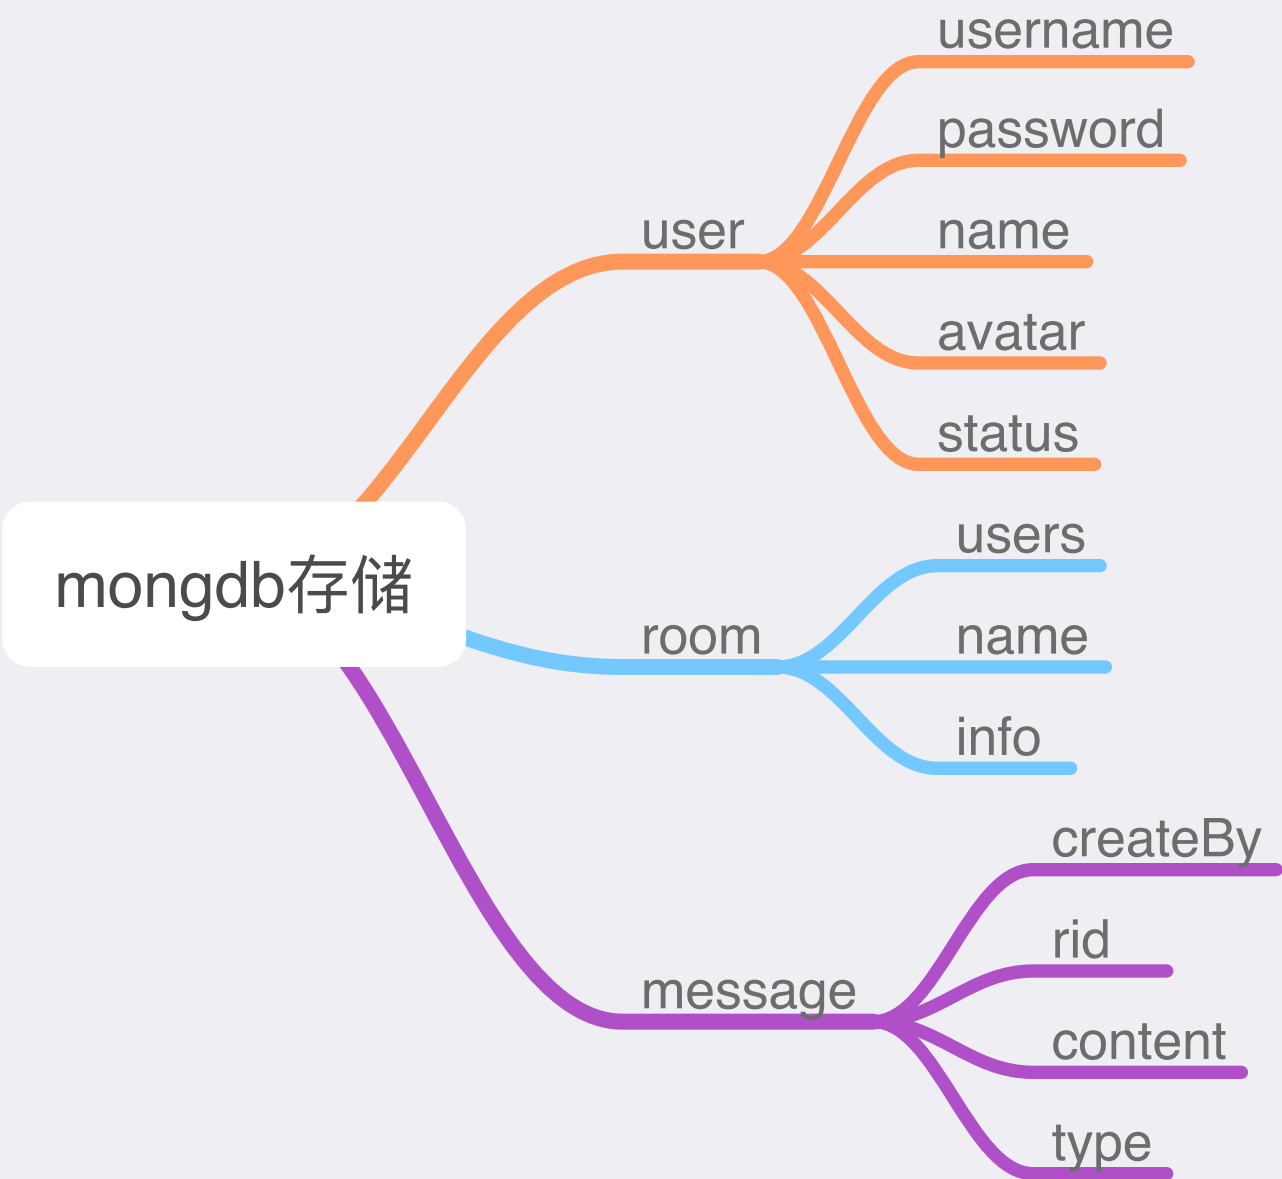 mongdb存储
user
username
password
name
avatar
status
room
users
name
info
message
createBy
rid
content
type